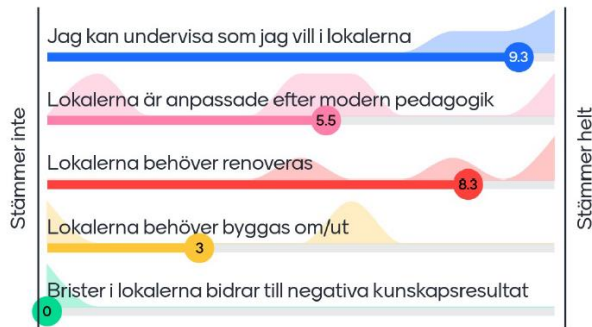 Jag kan undervisa som jag vill i lokalerna
9.3
Lokalerna är anpassade efter modern pedagogik
5.5
Lokalerna behöver renoveras
8.3
Lokalerna behöver byggas om/ut
3
Brister i lokalerna bidrar till negativa kunskapsresultat
0
Stämmer inte
Stämmer helt